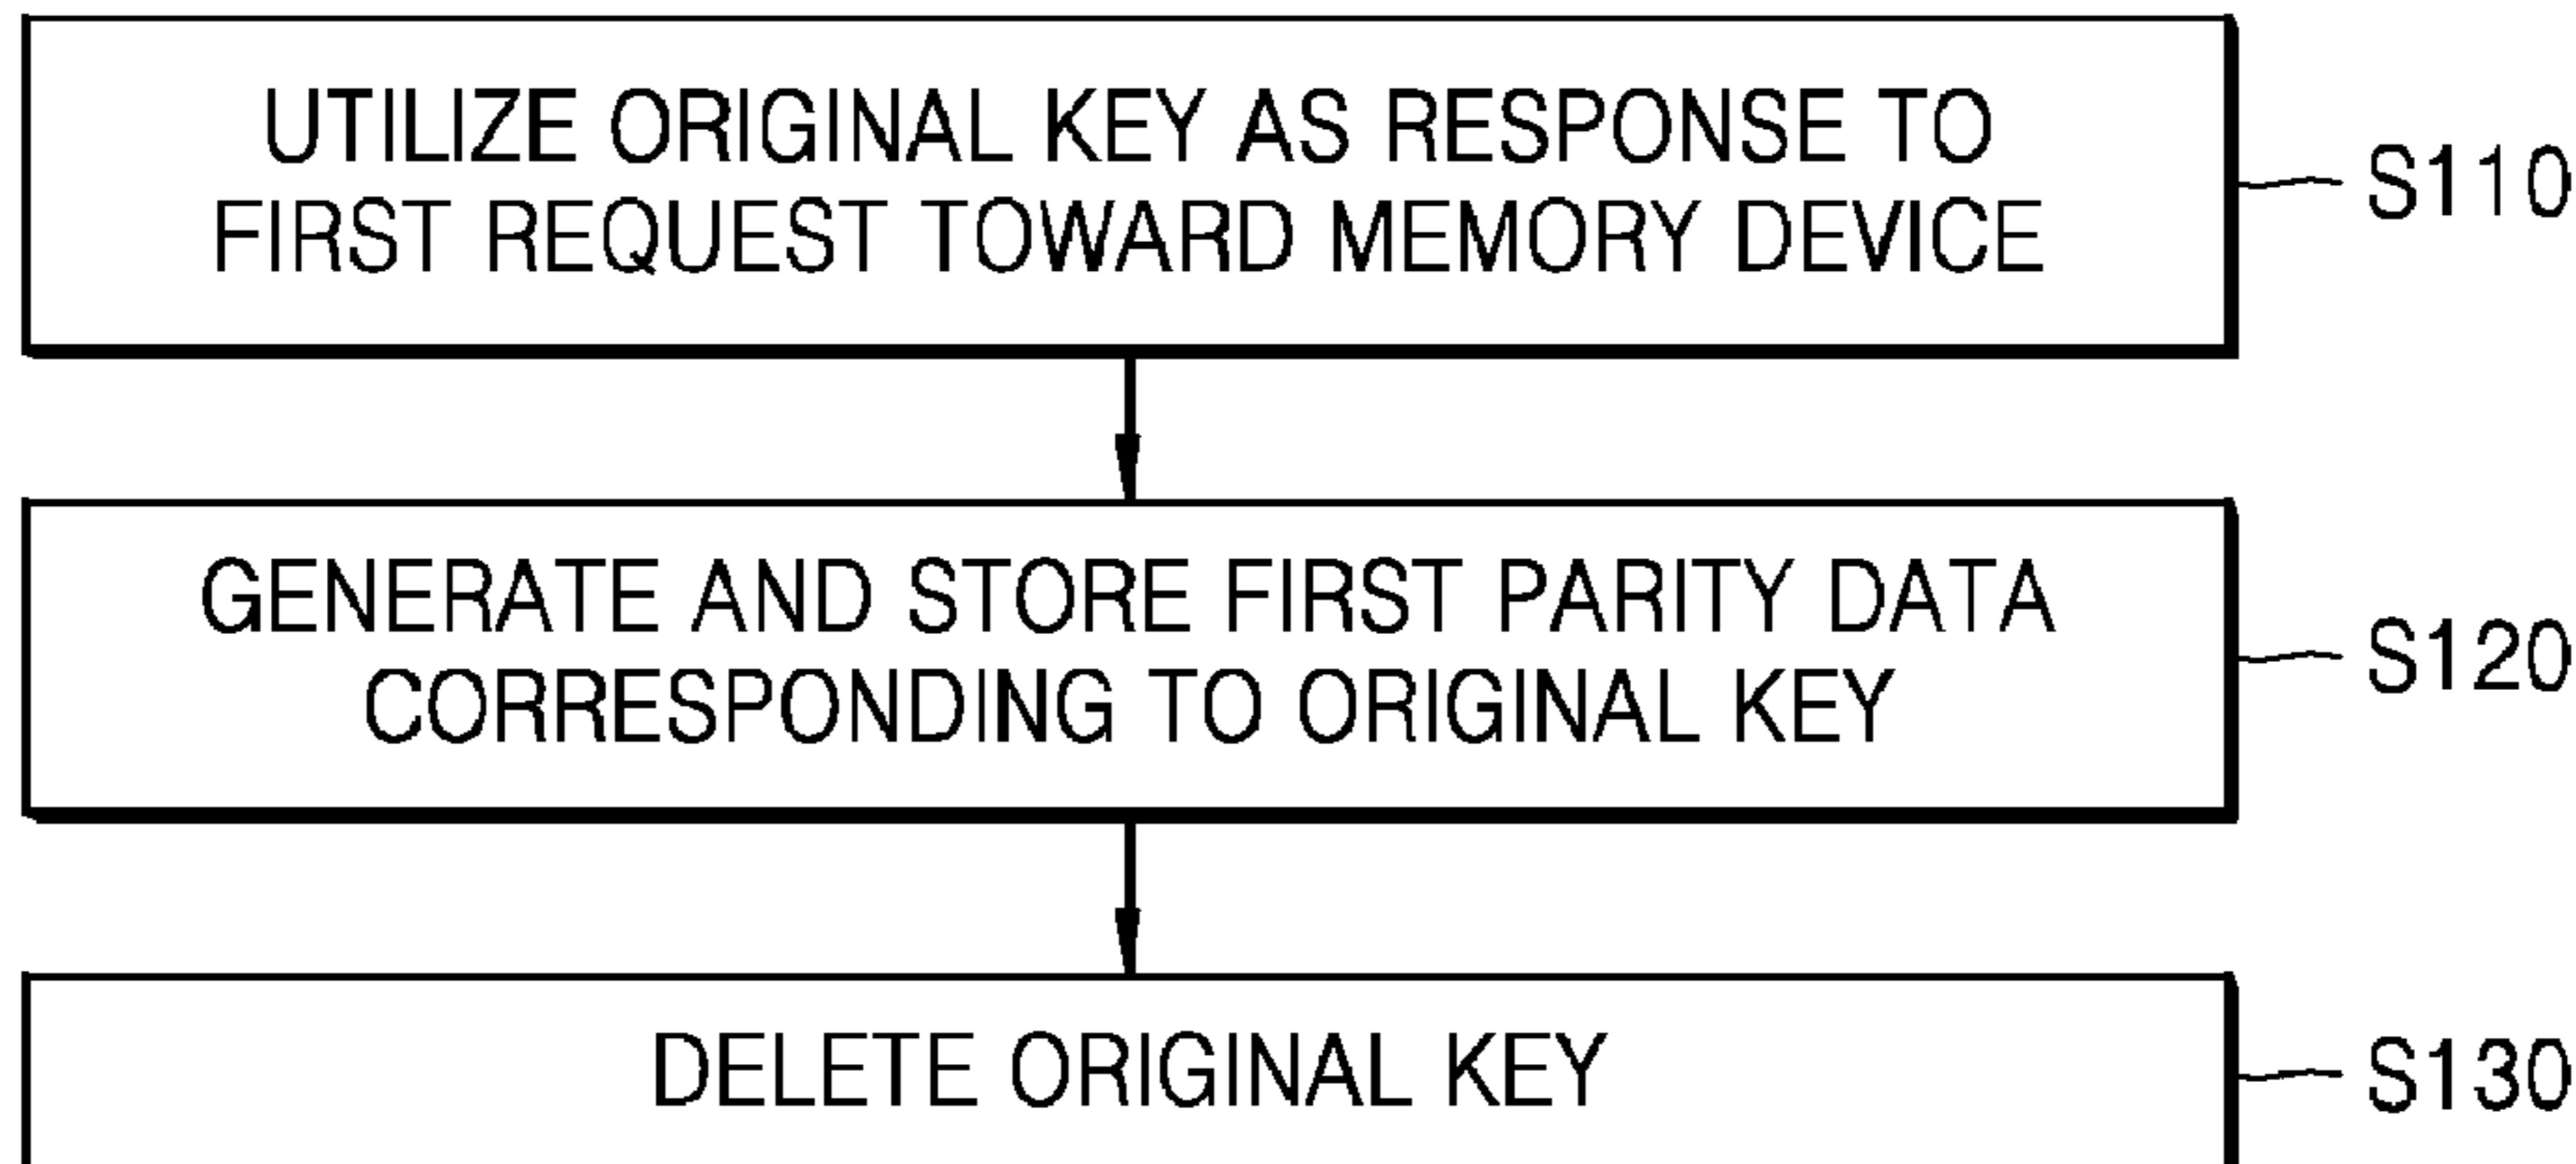 UTILIZE ORIGINAL KEY AS RESPONSE TO
FIRST REQUEST TOWARD MEMORY DEVICE
S110
GENERATE AND STORE FIRST PARITY DATA
CORRESPONDING TO ORIGINAL KEY
S120
DELETE ORIGINAL KEY
S130